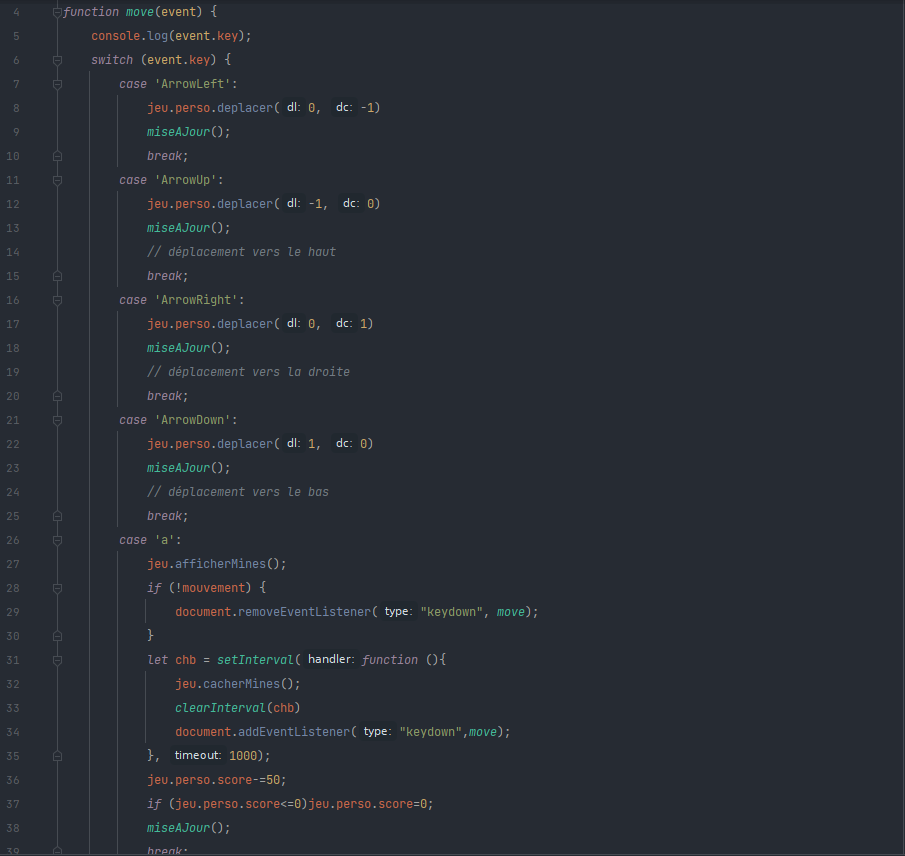 4 function move(event) {
5 console.log(event.key);
6 switch (event.key) {
7 case 'ArrowLeft':
8 jeu.perso.deplacer( dl: 0, dc: -1)
9 miseAJour();
10 break;
11 case 'ArrowUp':
12 jeu.perso.deplacer( dl: -1, dc: 0)
13 miseAJour();
14 // déplacement vers le haut
15 break;
16 case 'ArrowRight':
17 jeu.perso.deplacer( dl: 0, dc: 1)
18 miseAJour();
19 // déplacement vers la droite
20 break;
21 case 'ArrowDown':
22 jeu.perso.deplacer( dl: 1, dc: 0)
23 miseAJour();
24 // déplacement vers le bas
25 break;
26 case 'a':
27 jeu.afficherMines();
28 if (!mouvement) {
29 document.removeEventListener( type: "keydown", move);
30 }
31 let chb = setInterval( handler: function (){
32 jeu.cacherMines();
33 clearInterval(chb)
34 document.addEventListener( type: "keydown",move);
35 }, timeout: 1000);
36 jeu.perso.score-=50;
37 if (jeu.perso.score<=0)jeu.perso.score=0;
38 miseAJour();
39 break;